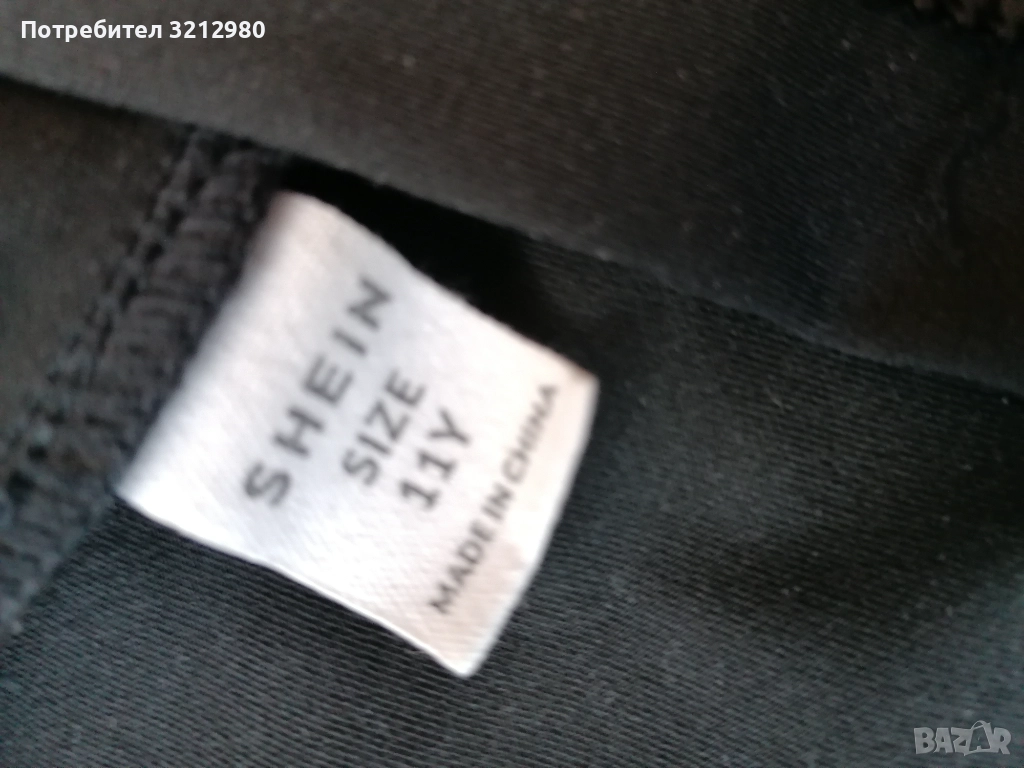 Потребител 3212980
SHEIN
SIZE
11Y
MADE IN CHINA
BAZAR